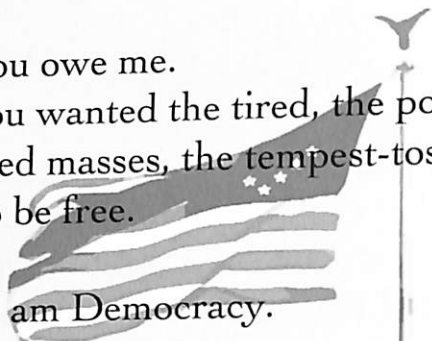 ou owe me.
ou wanted the tired, the po
ed masses, the tempest-tos
be free.
am Democracy.